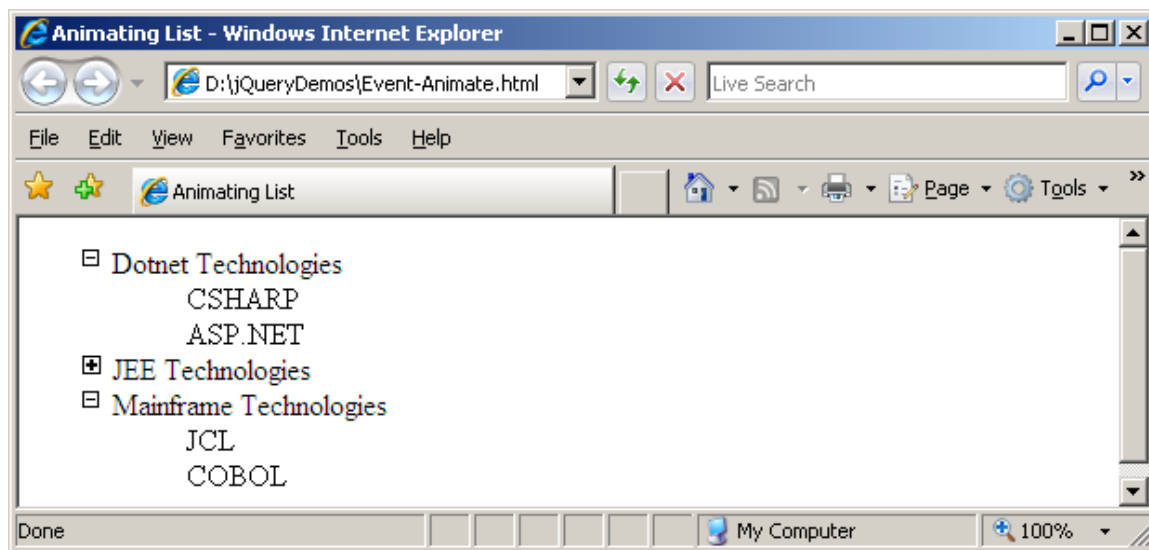 Animating List - Windows Internet Explorer
D:\jQueryDemos\Event-Animate.html
Live Search
File Edit View Favorites Tools Help
Animating List
Page
Tools
»
Dotnet Technologies
CSHARP
ASP.NET
JEE Technologies
Mainframe Technologies
JCL
COBOL
Done
My Computer
100%